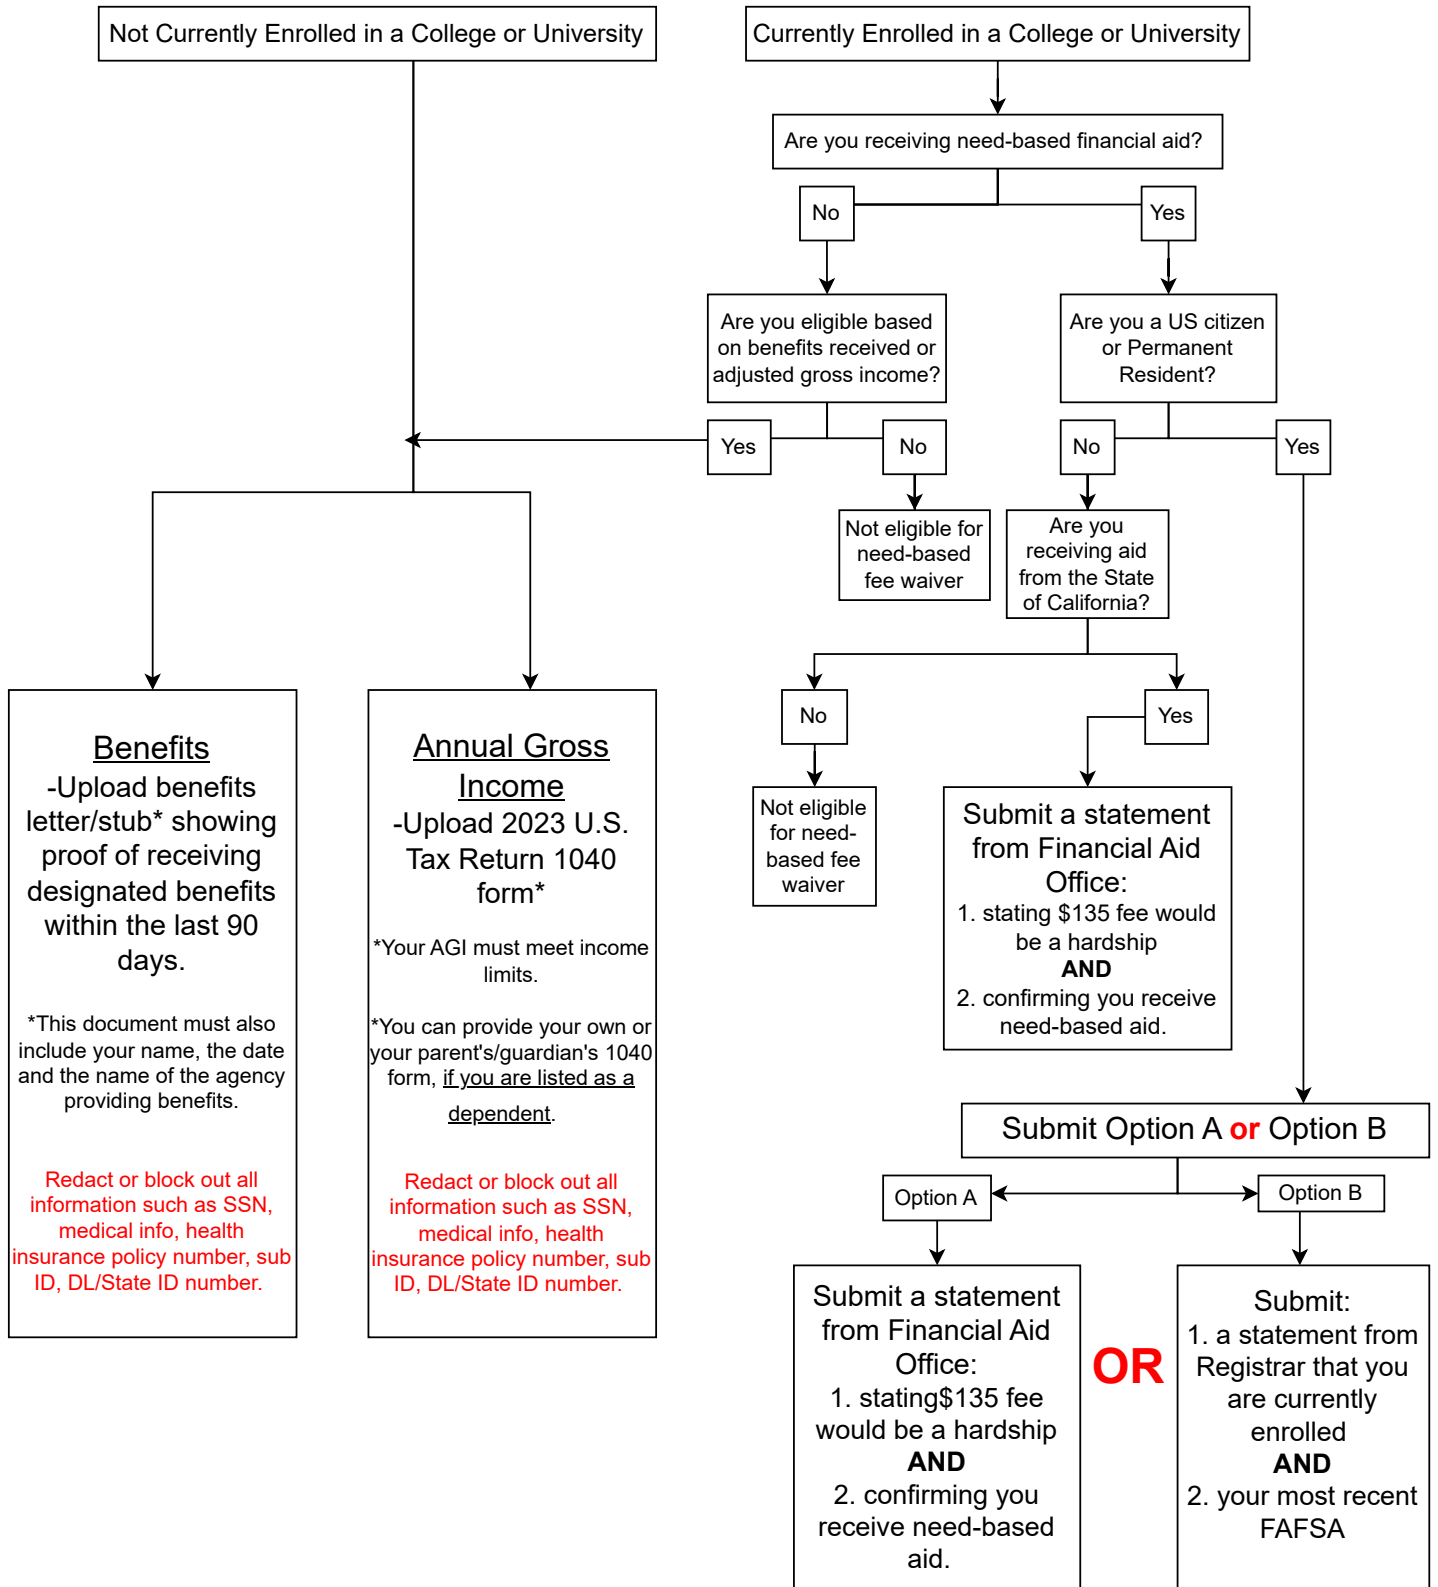 Not Currently Enrolled in a College or University
Currently Enrolled in a College or University
Are you receiving need-based financial aid?
No
Yes
Are you eligible based
on benefits received or
adjusted gross income?
Are you a US citizen
or Permanent
Resident?
Yes
No
No
Yes
Not eligible for
need-based
fee waiver
Are you
receiving aid
from the State
of California?
No
Yes
Not eligible
for need-
based fee
waiver
Submit a statement
from Financial Aid
Office:
1. stating $135 fee would
be a hardship
AND
2. confirming you receive
need-based aid.
Benefits
-Upload benefits
letter/stub* showing
proof of receiving
designated benefits
within the last 90
days.
*This document must also
include your name, the date
and the name of the agency
providing benefits.
Redact or block out all
information such as SSN,
medical info, health
insurance policy number, sub
ID, DL/State ID number.
Annual Gross
Income
-Upload 2023 U.S.
Tax Return 1040
form*
*Your AGI must meet income
limits.
*You can provide your own or
your parent's/guardian's 1040
form, if you are listed as a
dependent.
Redact or block out all
information such as SSN,
medical info, health
insurance policy number, sub
ID, DL/State ID number.
Submit Option A or Option B
Option A
Option B
Submit a statement
from Financial Aid
Office:
1. stating$135 fee
would be a hardship
AND
2. confirming you
receive need-based
aid.
OR
Submit:
1. a statement from
Registrar that you
are currently
enrolled
AND
2. your most recent
FAFSA